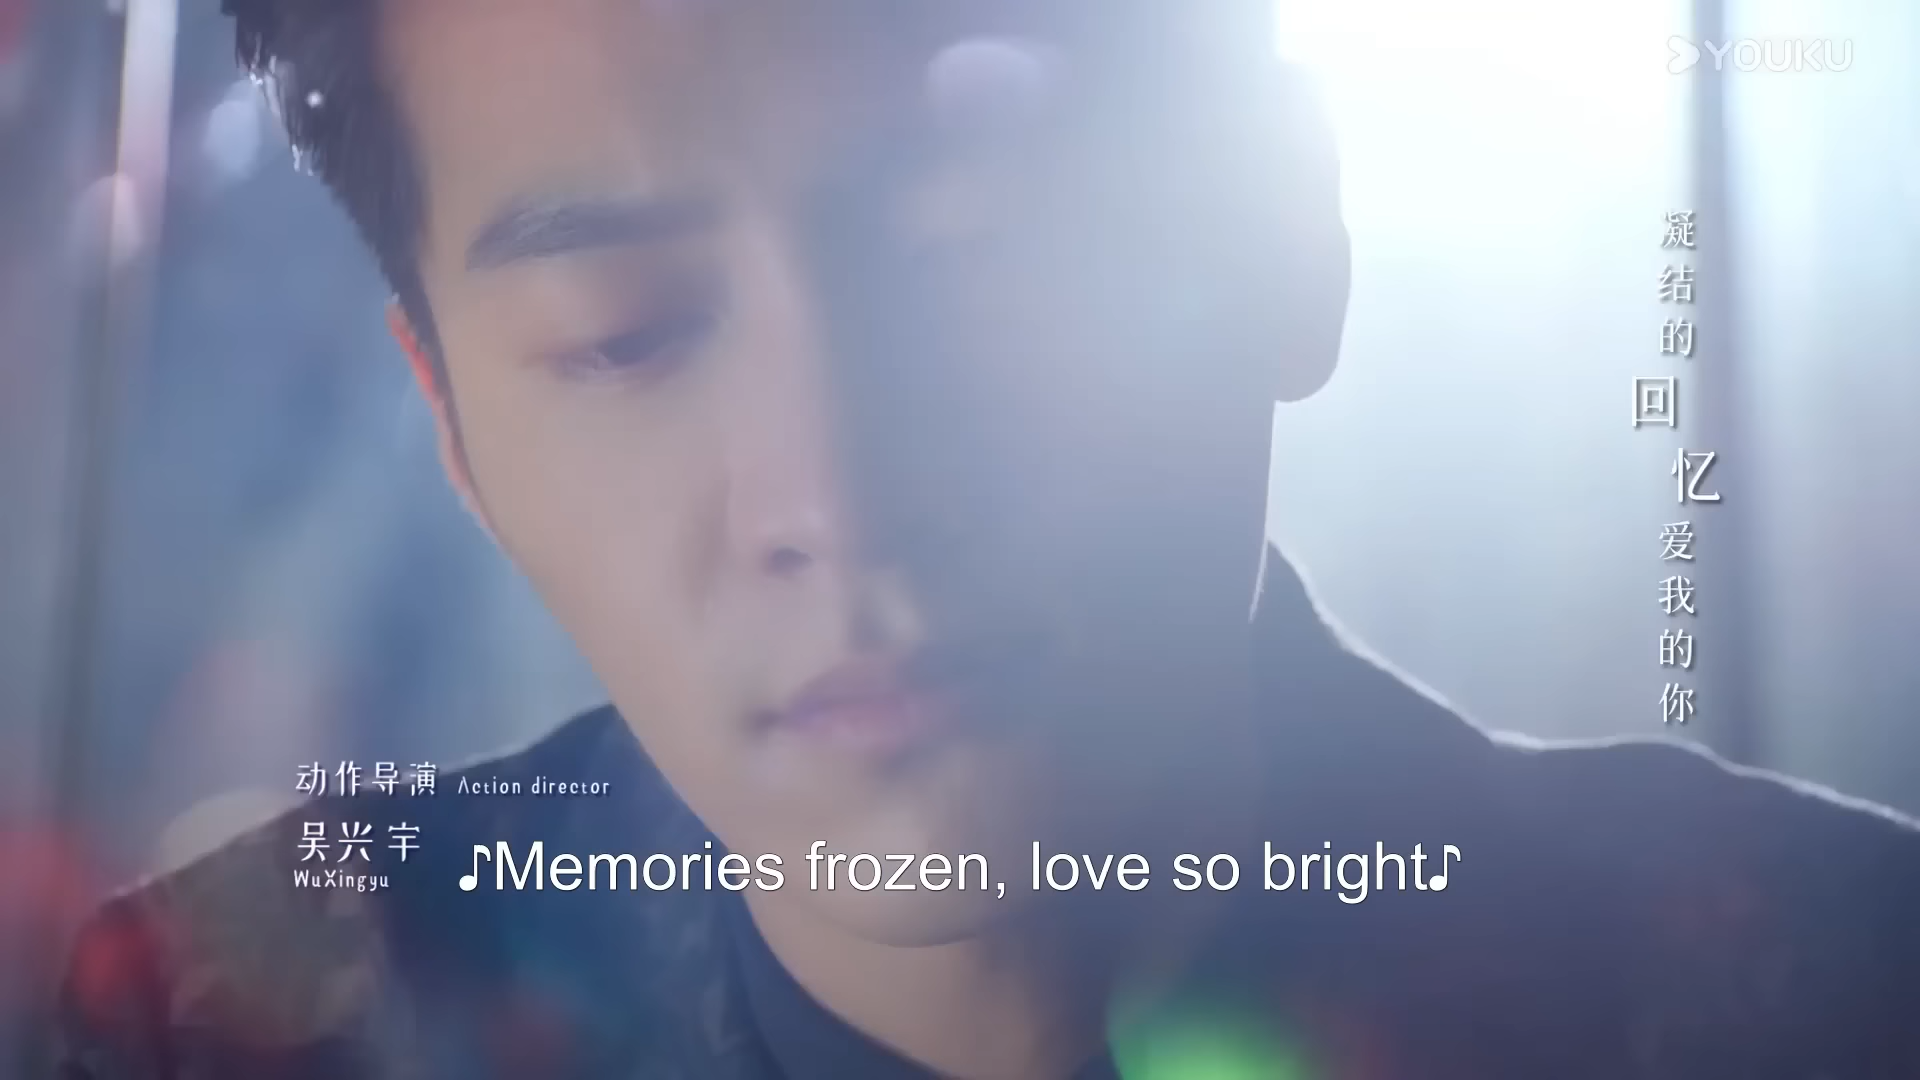 YOUKU
凝结的回忆爱我的你
动作导演 Action director
吴兴宇
WuXingyu
♪Memories frozen, love so bright♪